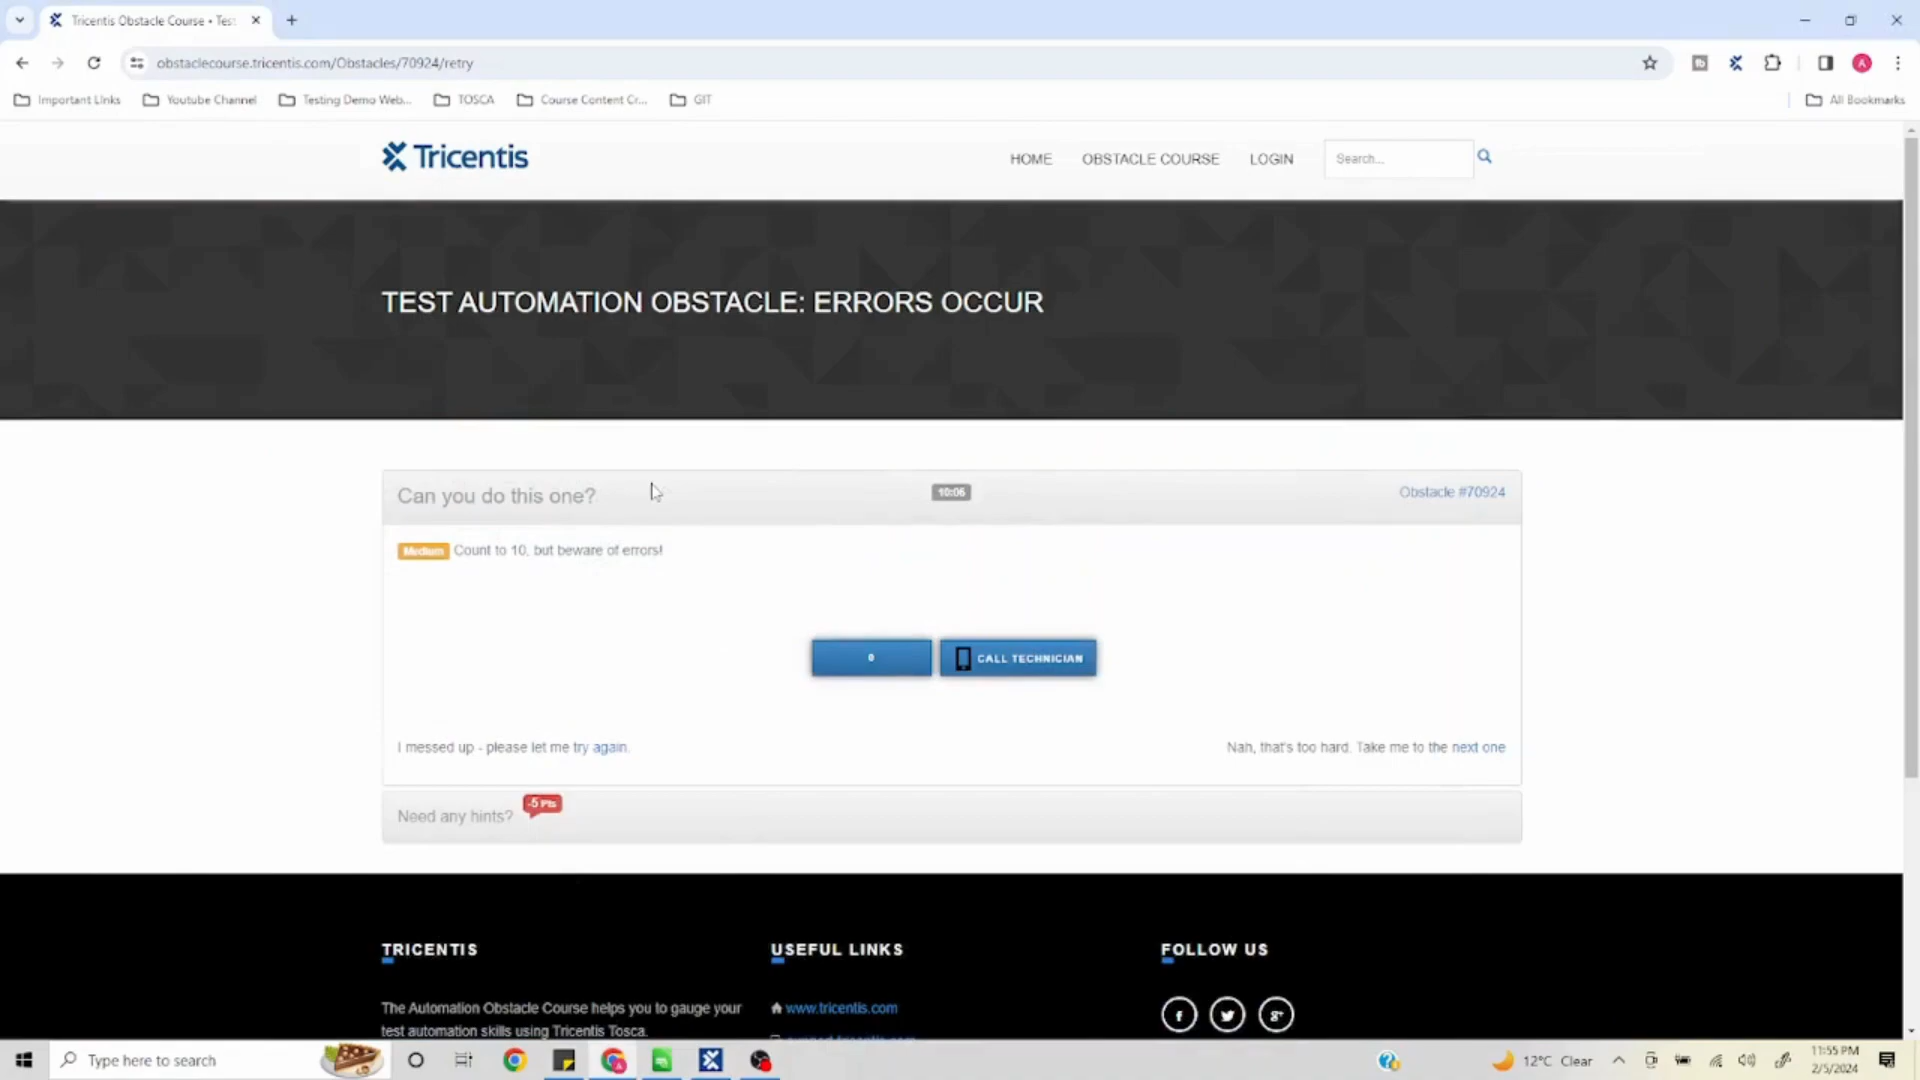 Tricentis Obstacle Course • Tes
obstaclecourse.tricentis.com/Obstacles/70924/retry
Important Links
Youtube Channel
Testing Demo Web...
TOSCA
Course Content Cr...
GIT
All Bookmarks
A
Tricentis
HOME
OBSTACLE COURSE
LOGIN
Search...
TEST AUTOMATION OBSTACLE: ERRORS OCCUR
Can you do this one?
10:06
Obstacle #70924
Medium Count to 10, but beware of errors!
0
CALL TECHNICIAN
I messed up - please let me try again.
Nah, that's too hard. Take me to the next one
Need any hints?
-5 Pts
TRICENTIS
USEFUL LINKS
FOLLOW US
The Automation Obstacle Course helps you to gauge your
test automation skills using Tricentis Tosca.
www.tricentis.com
Type here to search
12°C Clear
11:55 PM
2/5/2024